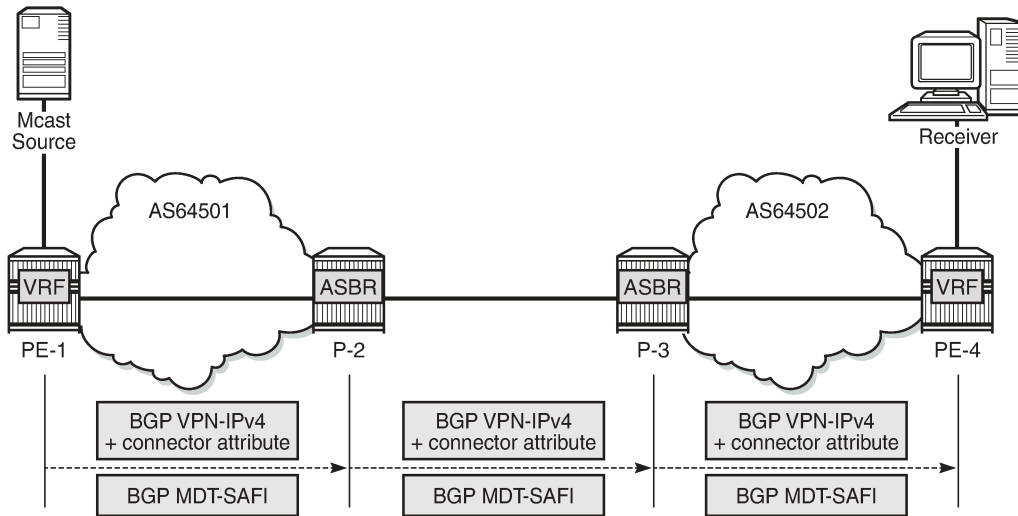 Mcast
Source
Receiver
AS64501
AS64502
VRF
ASBR
ASBR
VRF
PE-1
P-2
P-3
PE-4
BGP VPN-IPv4
+ connector attribute
BGP VPN-IPv4
+ connector attribute
BGP VPN-IPv4
+ connector attribute
BGP MDT-SAFI
BGP MDT-SAFI
BGP MDT-SAFI